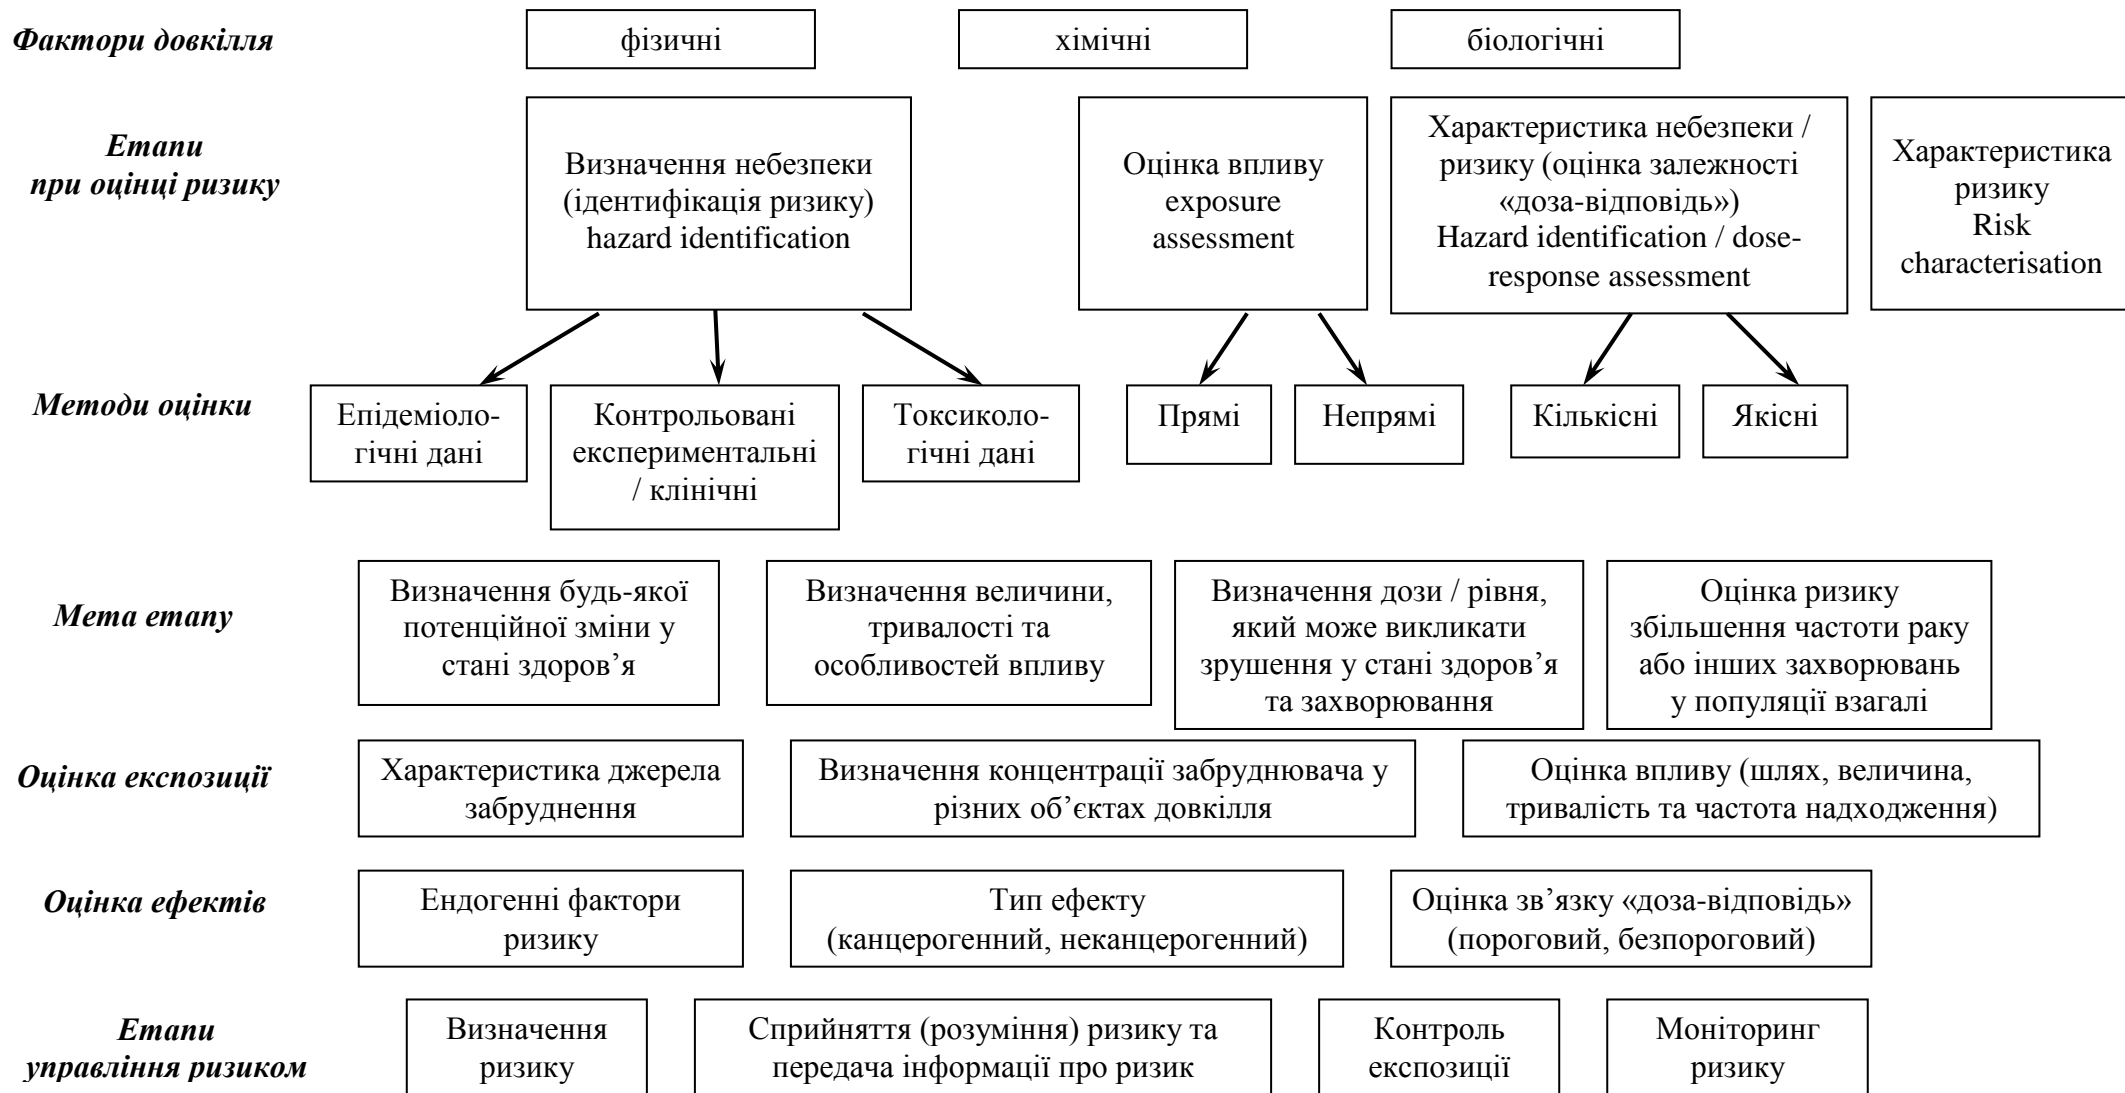 Фактори довкілля
фізичні
хімічні
біологічні
Етапи
при оцінці ризику
Визначення небезпеки
(ідентифікація ризику)
hazard identification
Оцінка впливу
exposure
assessment
Характеристика небезпеки /
ризику (оцінка залежності
«доза-відповідь»)
Hazard identification / dose-
response assessment
Характеристика
ризику
Risk
characterisation
Методи оцінки
Епідеміоло-
гічні дані
Контрольовані
експериментальні
/ клінічні
Токсиколо-
гічні дані
Прямі
Непрямі
Кількісні
Якісні
Мета етапу
Визначення будь-якої
потенційної зміни у
стані здоров’я
Визначення величини,
тривалості та
особливостей впливу
Визначення дози / рівня,
який може викликати
зрушення у стані здоров’я
та захворювання
Оцінка ризику
збільшення частоти раку
або інших захворювань
у популяції взагалі
Оцінка експозиції
Характеристика джерела
забруднення
Визначення концентрації забруднювача у
різних об’єктах довкілля
Оцінка впливу (шлях, величина,
тривалість та частота надходження)
Оцінка ефектів
Ендогенні фактори
ризику
Тип ефекту
(канцерогенний, неканцерогенний)
Оцінка зв’язку «доза-відповідь»
(пороговий, безпороговий)
Етапи
управління ризиком
Визначення
ризику
Сприйняття (розуміння) ризику та
передача інформації про ризик
Контроль
експозиції
Моніторинг
ризику